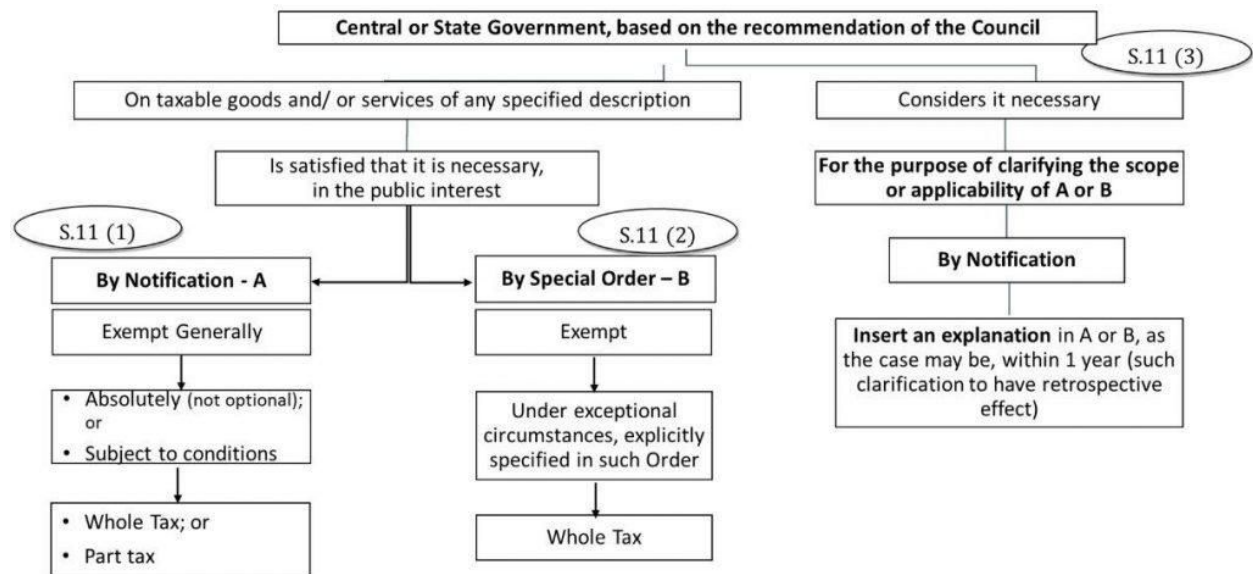 Central or State Government, based on the recommendation of the Council
S.11 (3)
On taxable goods and/ or services of any specified description
Considers it necessary
Is satisfied that it is necessary,
in the public interest
For the purpose of clarifying the scope
or applicability of A or B
S.11 (1)
S.11 (2)
By Notification - A
By Special Order – B
By Notification
Exempt Generally
Exempt
Insert an explanation in A or B, as
the case may be, within 1 year (such
clarification to have retrospective
effect)
• Absolutely (not optional);
or
• Subject to conditions
Under exceptional
circumstances, explicitly
specified in such Order
• Whole Tax; or
• Part tax
Whole Tax